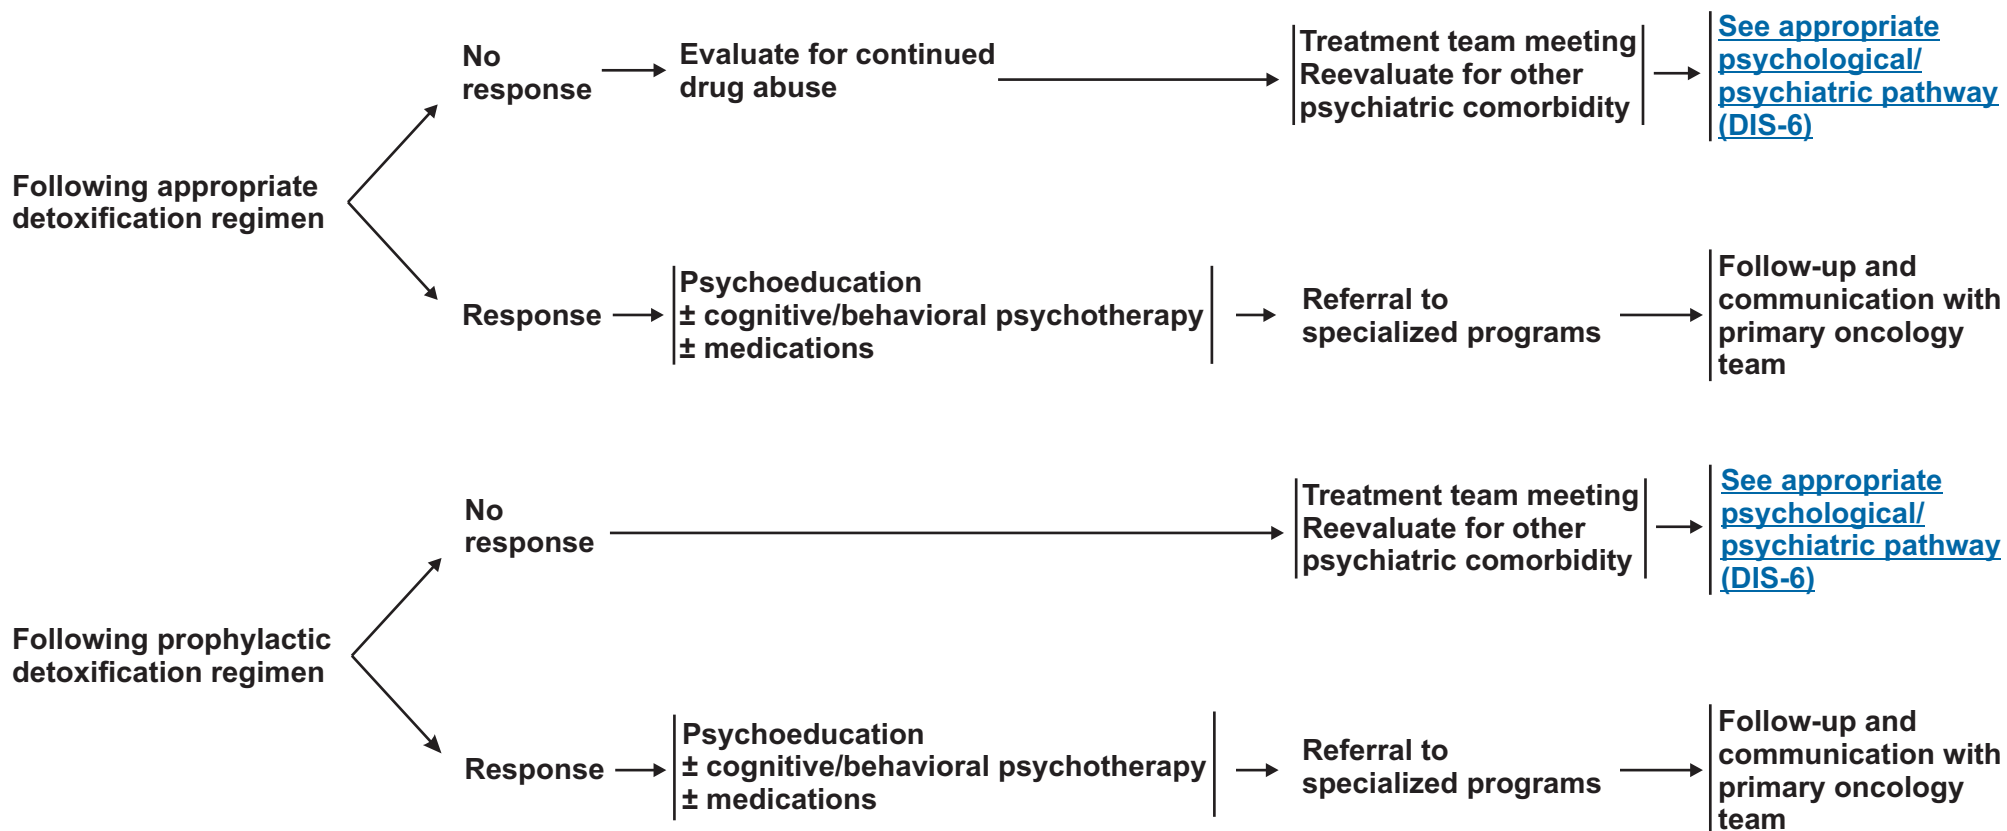 No
response
Evaluate for continued
drug abuse
Treatment team meeting
Reevaluate for other
psychiatric comorbidity
See appropriate
psychological/
psychiatric pathway
(DIS-6)
Following appropriate
detoxification regimen
Response
Psychoeducation
± cognitive/behavioral psychotherapy
± medications
Referral to
specialized programs
Follow-up and
communication with
primary oncology
team
No
response
Treatment team meeting
Reevaluate for other
psychiatric comorbidity
See appropriate
psychological/
psychiatric pathway
(DIS-6)
Following prophylactic
detoxification regimen
Response
Psychoeducation
± cognitive/behavioral psychotherapy
± medications
Referral to
specialized programs
Follow-up and
communication with
primary oncology
team